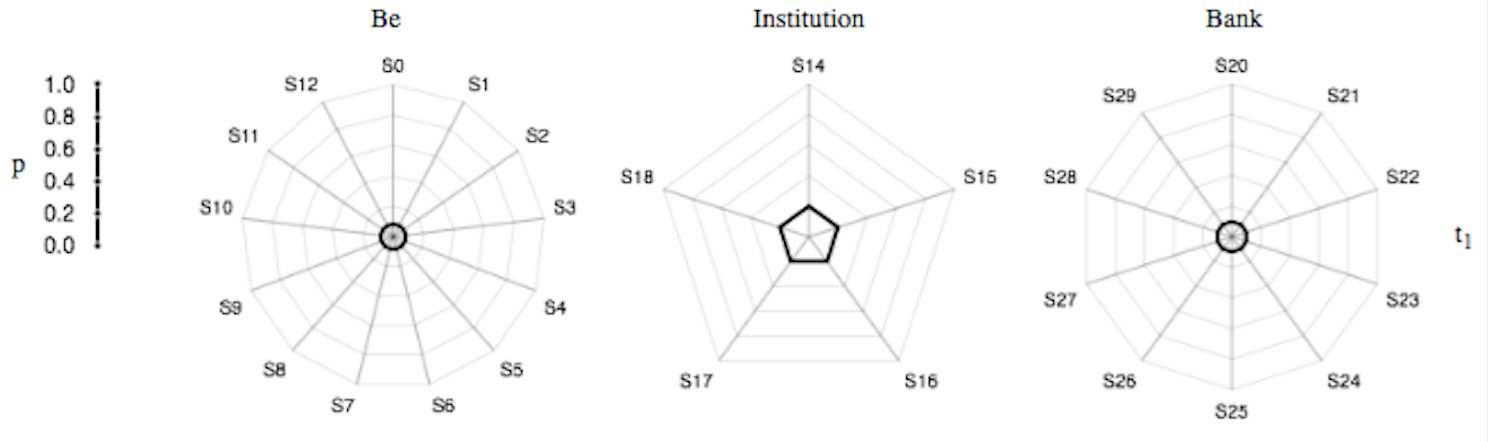 Be
Institution
Bank
p
1.0
0.8
0.6
0.4
0.2
0.0
S0
S1
S2
S3
S4
S5
S6
S7
S8
S9
S10
S11
S12
S14
S15
S16
S17
S18
S20
S21
S22
S23
S24
S25
S26
S27
S28
S29
t1